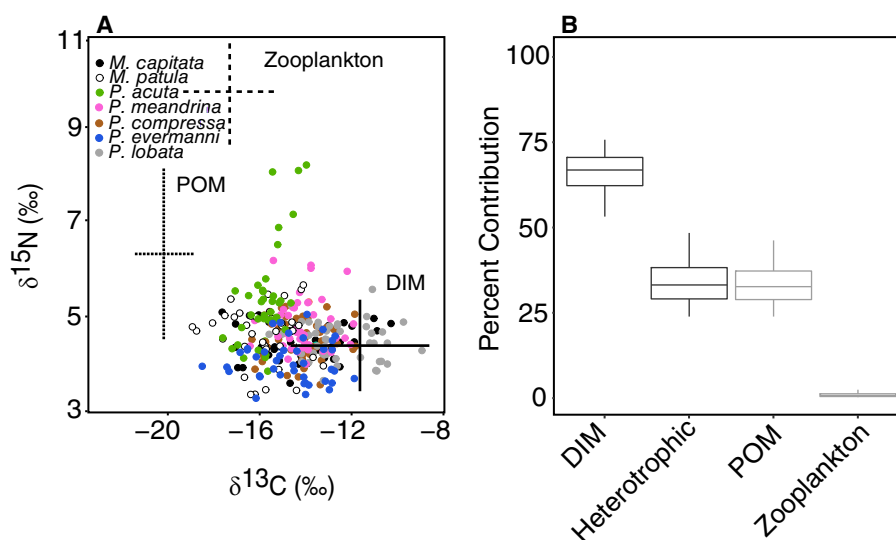 A
11
9
7
5
3
−20
−16
−12
−8
δ15N (‰)
δ13C (‰)
M. capitata
M. patula
P. acuta
P. meandrina
P. compressa
P. evermanni
P. lobata
Zooplankton
POM
DIM
B
100
75
50
25
0
Percent Contribution
DIM
Heterotrophic
POM
Zooplankton